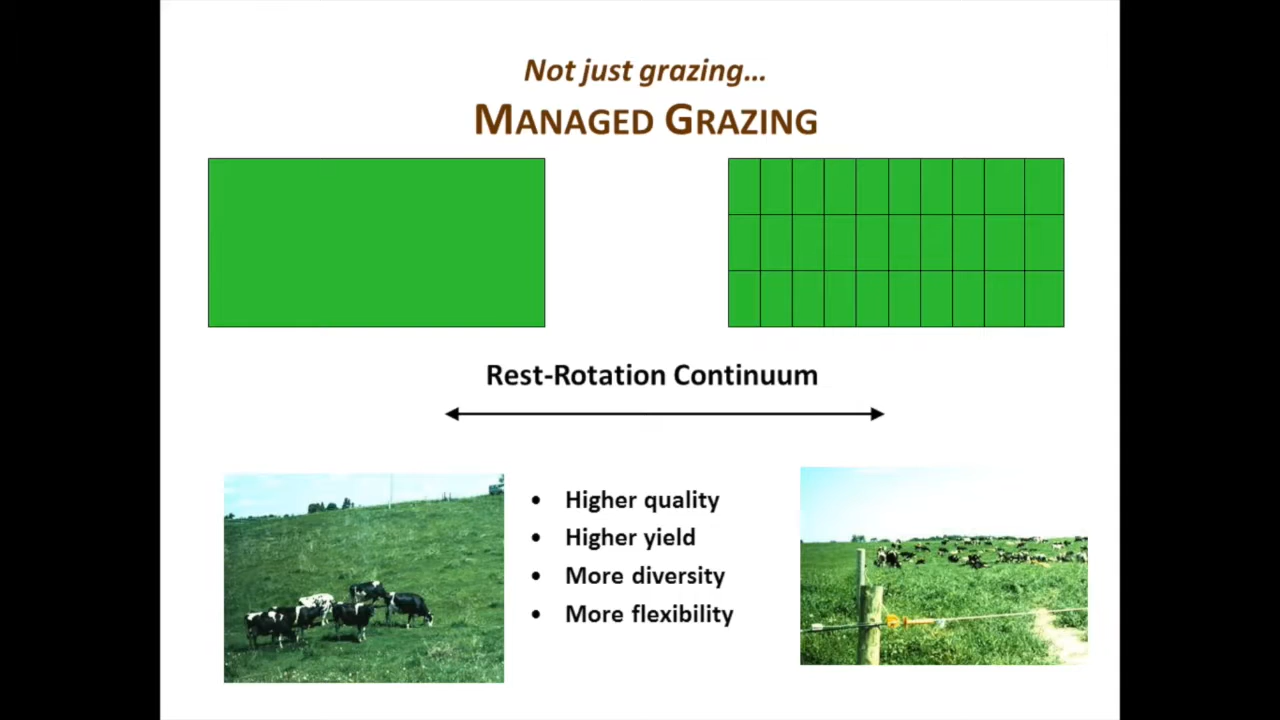 Not just grazing...
MANAGED GRAZING
Rest-Rotation Continuum
• Higher quality
• Higher yield
• More diversity
• More flexibility